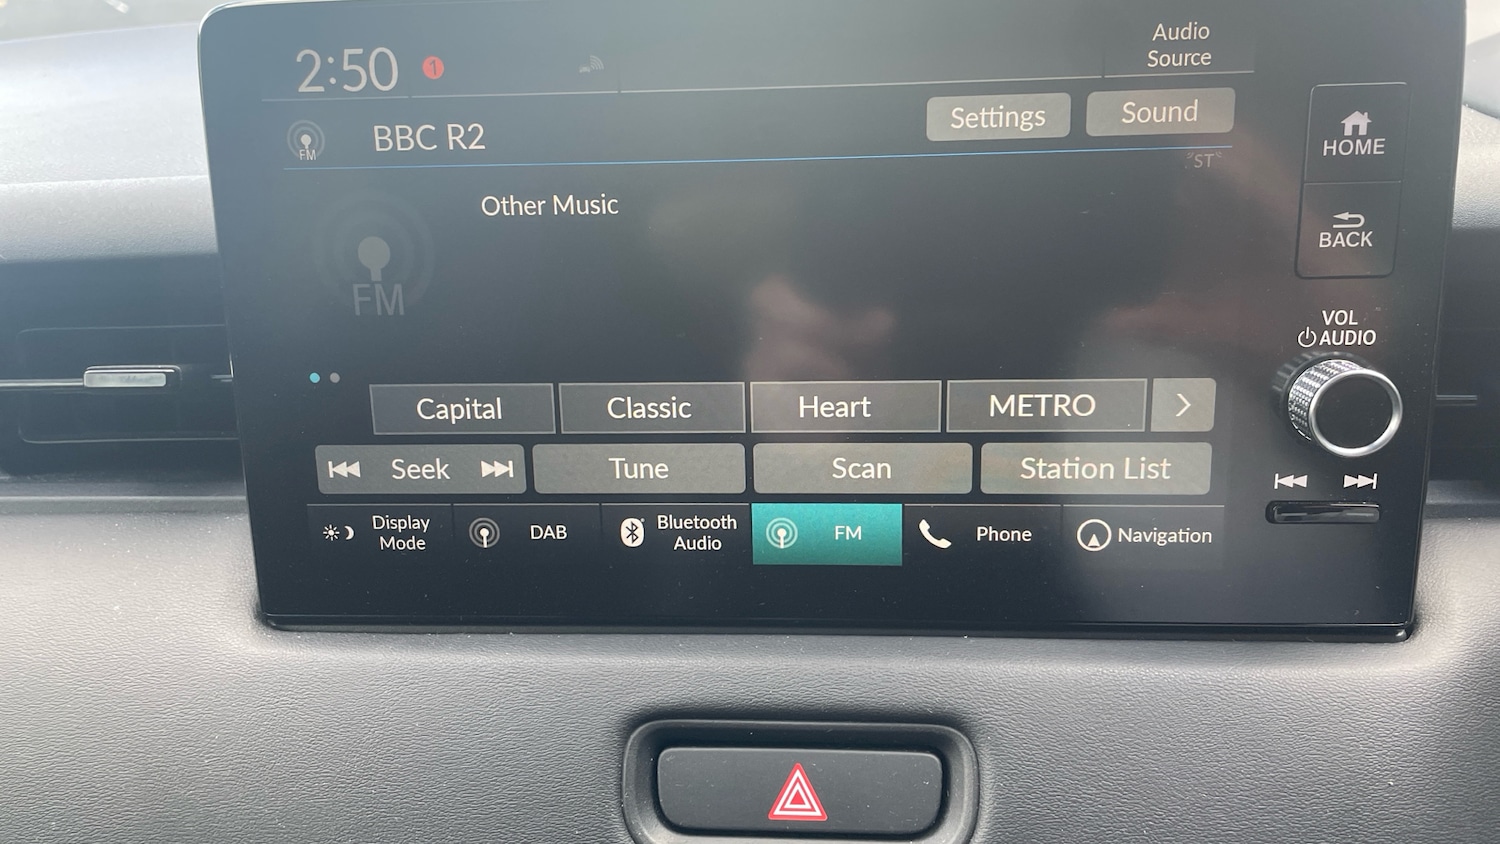 Audio
Source
2:50
1
Settings
Sound
FM
BBC R2
ST
HOME
Other Music
BACK
FM
VOL
AUDIO
Capital
Classic
Heart
METRO
Seek
Tune
Scan
Station List
Display
Mode
DAB
Bluetooth
Audio
FM
Phone
Navigation